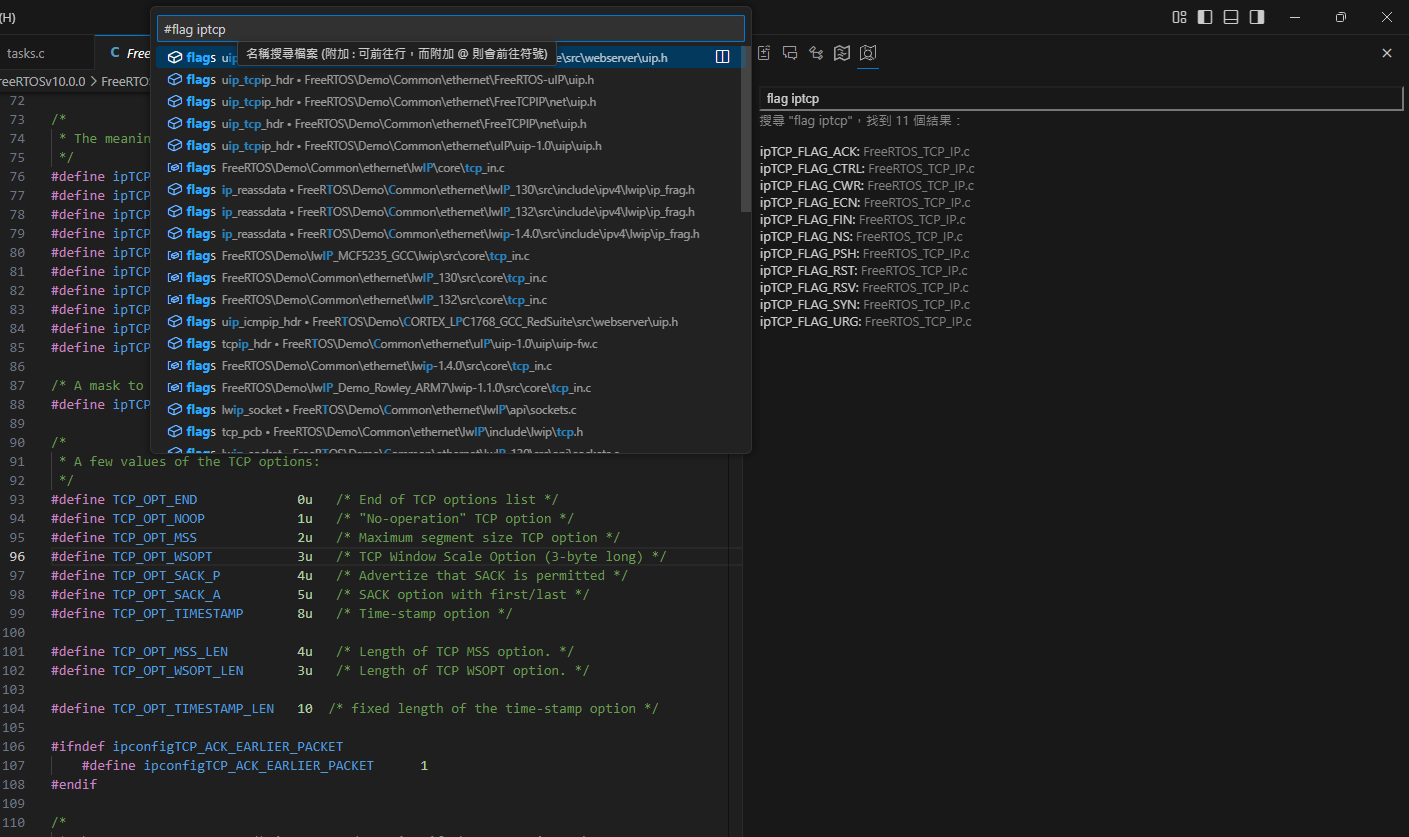 (H)
#flag iptcp
名稱搜尋檔案 (附加 : 可前往行，而附加 @ 則會前往符號)
flags uip e\src\webserver\uip.h
flags uip_tcpip_hdr • FreeRTOS\Demo\Common\ethernet\FreeRTOS-uIP\uip.h
flags uip_tcpip_hdr • FreeRTOS\Demo\Common\ethernet\FreeTCPIP\net\uip.h
flags uip_tcp_hdr • FreeRTOS\Demo\Common\ethernet\FreeTCPIP\net\uip.h
flags uip_tcpip_hdr • FreeRTOS\Demo\Common\ethernet\uIP\uip-1.0\uip\uip.h
flags FreeRTOS\Demo\Common\ethernet\lwIP\core\tcp_in.c
flags ip_reassdata • FreeRTOS\Demo\Common\ethernet\lwIP_130\src\include\ipv4\lwip\ip_frag.h
flags ip_reassdata • FreeRTOS\Demo\Common\ethernet\lwIP_132\src\include\ipv4\lwip\ip_frag.h
flags ip_reassdata • FreeRTOS\Demo\Common\ethernet\lwip-1.4.0\src\include\ipv4\lwip\ip_frag.h
flags FreeRTOS\Demo\lwIP_MCF5235_GCC\lwip\src\core\tcp_in.c
flags FreeRTOS\Demo\Common\ethernet\lwIP_130\src\core\tcp_in.c
flags FreeRTOS\Demo\Common\ethernet\lwIP_132\src\core\tcp_in.c
flags uip_icmpip_hdr • FreeRTOS\Demo\CORTEX_LPC1768_GCC_RedSuite\src\webserver\uip.h
flags tcpip_hdr • FreeRTOS\Demo\Common\ethernet\uIP\uip-1.0\uip\uip-fw.c
flags FreeRTOS\Demo\Common\ethernet\lwip-1.4.0\src\core\tcp_in.c
flags FreeRTOS\Demo\lwIP_Demo_Rowley_ARM7\lwip-1.1.0\src\core\tcp_in.c
flags lwip_socket • FreeRTOS\Demo\Common\ethernet\lwIP\api\sockets.c
flags tcp_pcb • FreeRTOS\Demo\Common\ethernet\lwIP\include\lwip\tcp.h
tasks.c
C Free
eeRTOSv10.0.0 > FreeRTO
72
73 /*
74 * The meanin
75 */
76 #define ipTCP
77 #define ipTCP
78 #define ipTCP
79 #define ipTCP
80 #define ipTCP
81 #define ipTCP
82 #define ipTCP
83 #define ipTCP
84 #define ipTCP
85 #define ipTCP
86
87 /* A mask to
88 #define ipTCP
89
90 /*
91 * A few values of the TCP options:
92 */
93 #define TCP_OPT_END 0u /* End of TCP options list */
94 #define TCP_OPT_NOOP 1u /* "No-operation" TCP option */
95 #define TCP_OPT_MSS 2u /* Maximum segment size TCP option */
96 #define TCP_OPT_WSOPT 3u /* TCP Window Scale Option (3-byte long) */
97 #define TCP_OPT_SACK_P 4u /* Advertize that SACK is permitted */
98 #define TCP_OPT_SACK_A 5u /* SACK option with first/last */
99 #define TCP_OPT_TIMESTAMP 8u /* Time-stamp option */
100
101 #define TCP_OPT_MSS_LEN 4u /* Length of TCP MSS option. */
102 #define TCP_OPT_WSOPT_LEN 3u /* Length of TCP WSOPT option. */
103
104 #define TCP_OPT_TIMESTAMP_LEN 10 /* fixed length of the time-stamp option */
105
106 #ifndef ipconfigTCP_ACK_EARLIER_PACKET
107 #define ipconfigTCP_ACK_EARLIER_PACKET 1
108 #endif
109
110 /*
flag iptcp
搜尋 "flag iptcp"，找到 11 個結果：
ipTCP_FLAG_ACK: FreeRTOS_TCP_IP.c
ipTCP_FLAG_CTRL: FreeRTOS_TCP_IP.c
ipTCP_FLAG_CWR: FreeRTOS_TCP_IP.c
ipTCP_FLAG_ECN: FreeRTOS_TCP_IP.c
ipTCP_FLAG_FIN: FreeRTOS_TCP_IP.c
ipTCP_FLAG_NS: FreeRTOS_TCP_IP.c
ipTCP_FLAG_PSH: FreeRTOS_TCP_IP.c
ipTCP_FLAG_RST: FreeRTOS_TCP_IP.c
ipTCP_FLAG_RSV: FreeRTOS_TCP_IP.c
ipTCP_FLAG_SYN: FreeRTOS_TCP_IP.c
ipTCP_FLAG_URG: FreeRTOS_TCP_IP.c